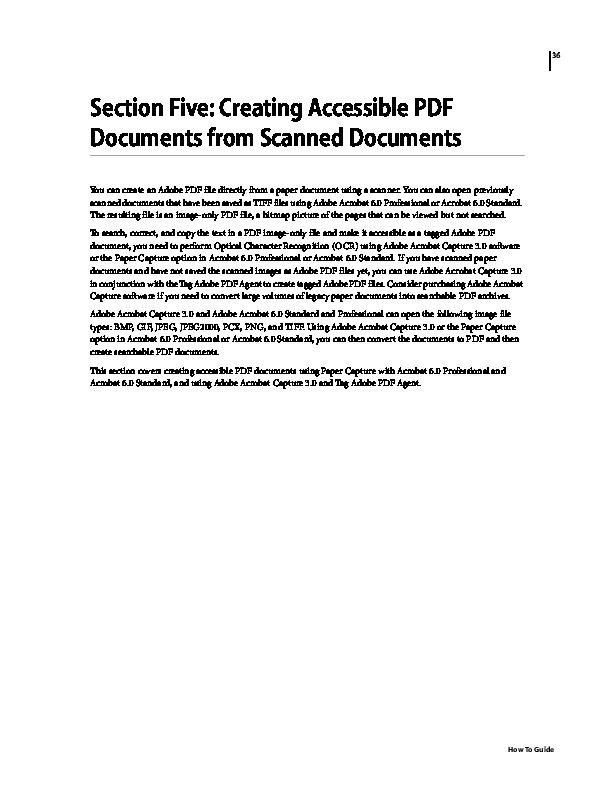 36
Section Five: Creating Accessible PDF
Documents from Scanned Documents
You can create an Adobe PDF file directly from a paper document using a scanner. You can also open previously
scanned documents that have been saved as TIFF files using Adobe Acrobat 6.0 Professional or Acrobat 6.0 Standard.
The resulting file is an image-only PDF file, a bitmap picture of the pages that can be viewed but not searched.
To search, correct, and copy the text in a PDF image-only file and make it accessible as a tagged Adobe PDF
document, you need to perform Optical Character Recognition (OCR) using Adobe Acrobat Capture 3.0 software
or the Paper Capture option in Acrobat 6.0 Professional or Acrobat 6.0 Standard. If you have scanned paper
documents and have not saved the scanned images as Adobe PDF files yet, you can use Adobe Acrobat Capture 3.0
in conjunction with the Tag Adobe PDF Agent to create tagged Adobe PDF files. Consider purchasing Adobe Acrobat
Capture software if you need to convert large volumes of legacy paper documents into searchable PDF archives.
Adobe Acrobat Capture 3.0 and Adobe Acrobat 6.0 Standard and Professional can open the following image file
types: BMP, GIF, JPEG, JPEG2000, PCX, PNG, and TIFF. Using Adobe Acrobat Capture 3.0 or the Paper Capture
option in Acrobat 6.0 Professional or Acrobat 6.0 Standard, you can then convert the documents to PDF and then
create searchable PDF documents.
This section covers creating accessible PDF documents using Paper Capture with Acrobat 6.0 Professional and
Acrobat 6.0 Standard, and using Adobe Acrobat Capture 3.0 and Tag Adobe PDF Agent.
How To Guide